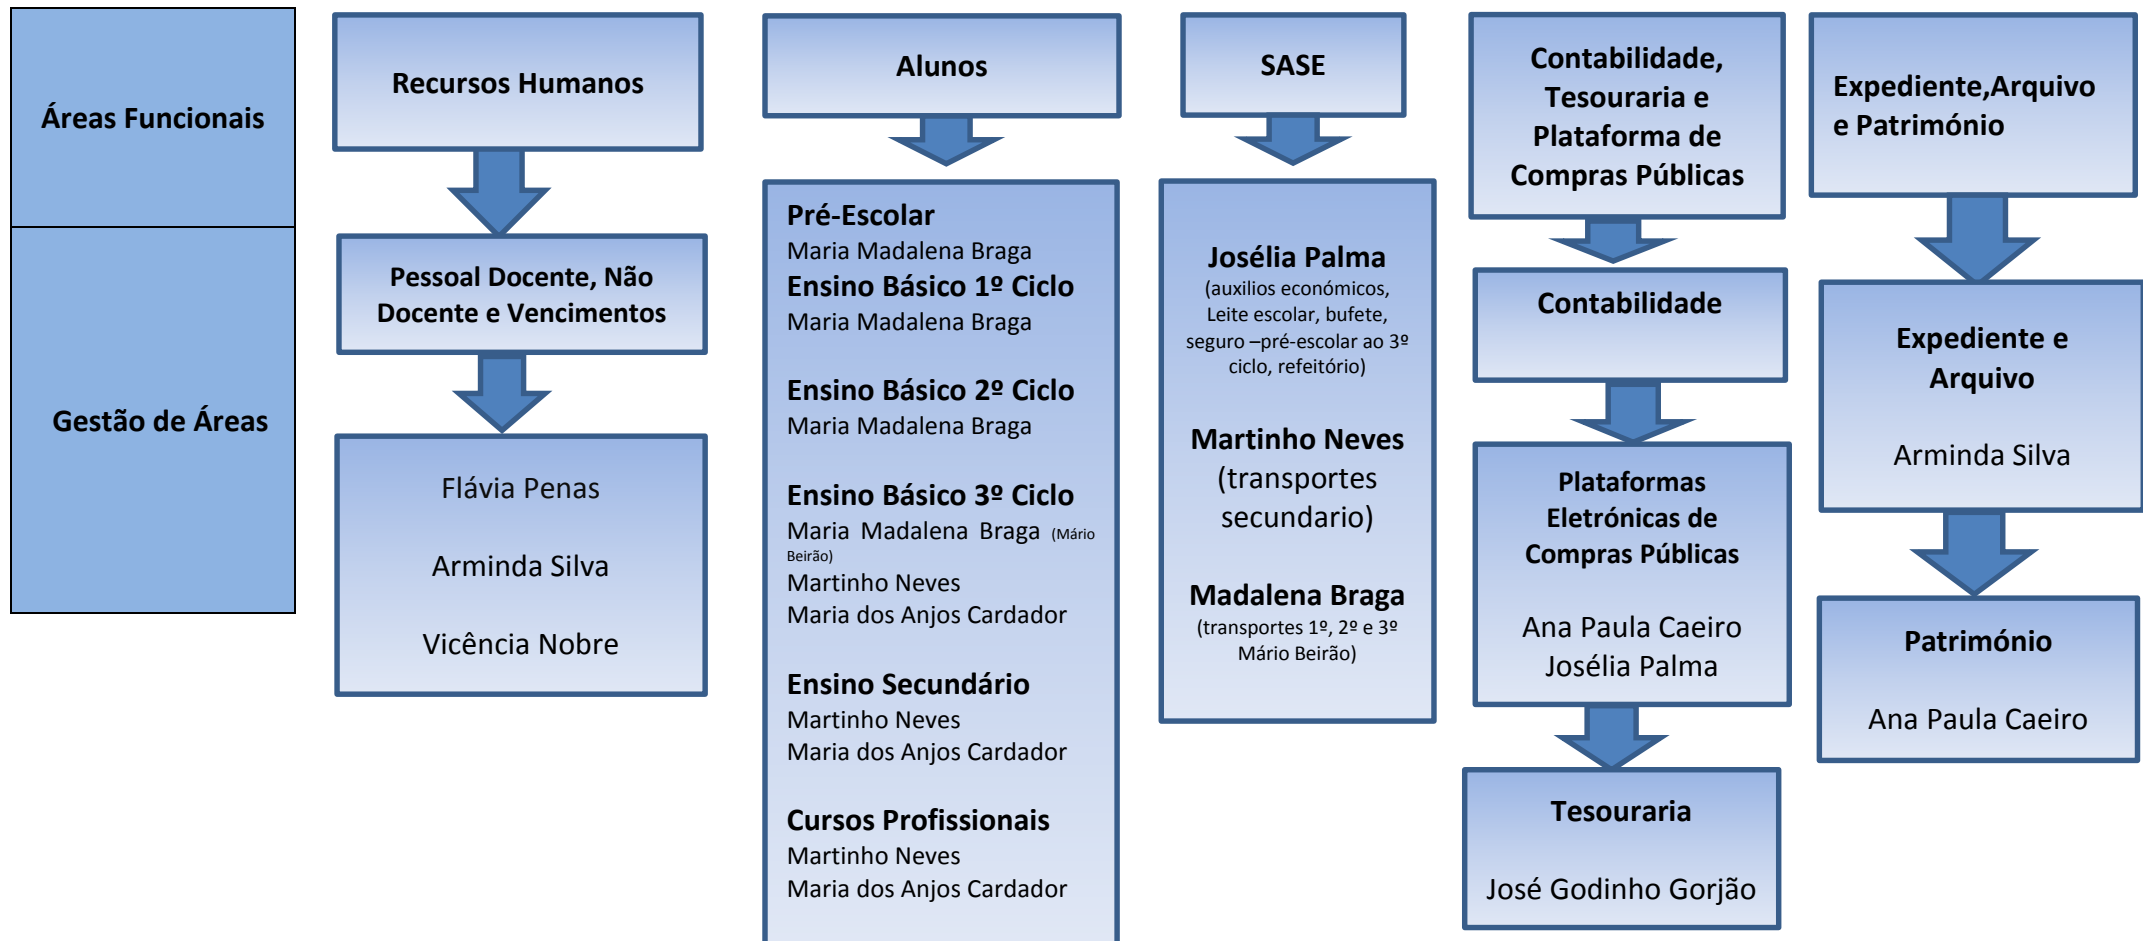 Áreas Funcionais
Gestão de Áreas
Recursos Humanos
Pessoal Docente, Não
Docente e Vencimentos
Flávia Penas
Arminda Silva
Vicência Nobre
Alunos
Pré-Escolar
Maria Madalena Braga
Ensino Básico 1º Ciclo
Maria Madalena Braga
Ensino Básico 2º Ciclo
Maria Madalena Braga
Ensino Básico 3º Ciclo
Maria Madalena Braga (Mário
Beirão)
Martinho Neves
Maria dos Anjos Cardador
Ensino Secundário
Martinho Neves
Maria dos Anjos Cardador
Cursos Profissionais
Martinho Neves
Maria dos Anjos Cardador
SASE
Josélia Palma
(auxilios económicos,
Leite escolar, bufete,
seguro –pré-escolar ao 3º
ciclo, refeitório)
Martinho Neves
(transportes
secundario)
Madalena Braga
(transportes 1º, 2º e 3º
Mário Beirão)
Contabilidade,
Tesouraria e
Plataforma de
Compras Públicas
Contabilidade
Plataformas
Eletrónicas de
Compras Públicas
Ana Paula Caeiro
Josélia Palma
Tesouraria
José Godinho Gorjão
Expediente,Arquivo
e Património
Expediente e
Arquivo
Arminda Silva
Património
Ana Paula Caeiro